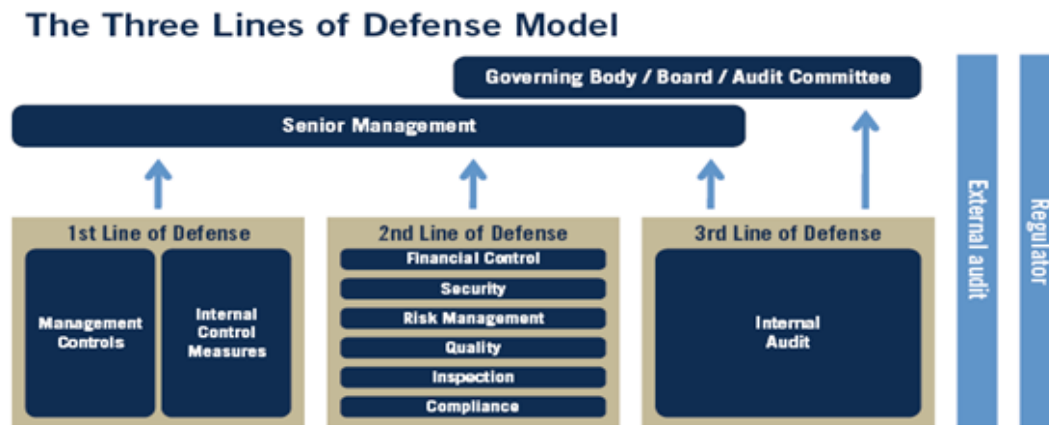 The Three Lines of Defense Model
Governing Body / Board / Audit Committee
Senior Management
1st Line of Defense
Management
Controls
Internal
Control
Measures
2nd Line of Defense
Financial Control
Security
Risk Management
Quality
Inspection
Compliance
3rd Line of Defense
Internal
Audit
External audit
Regulator